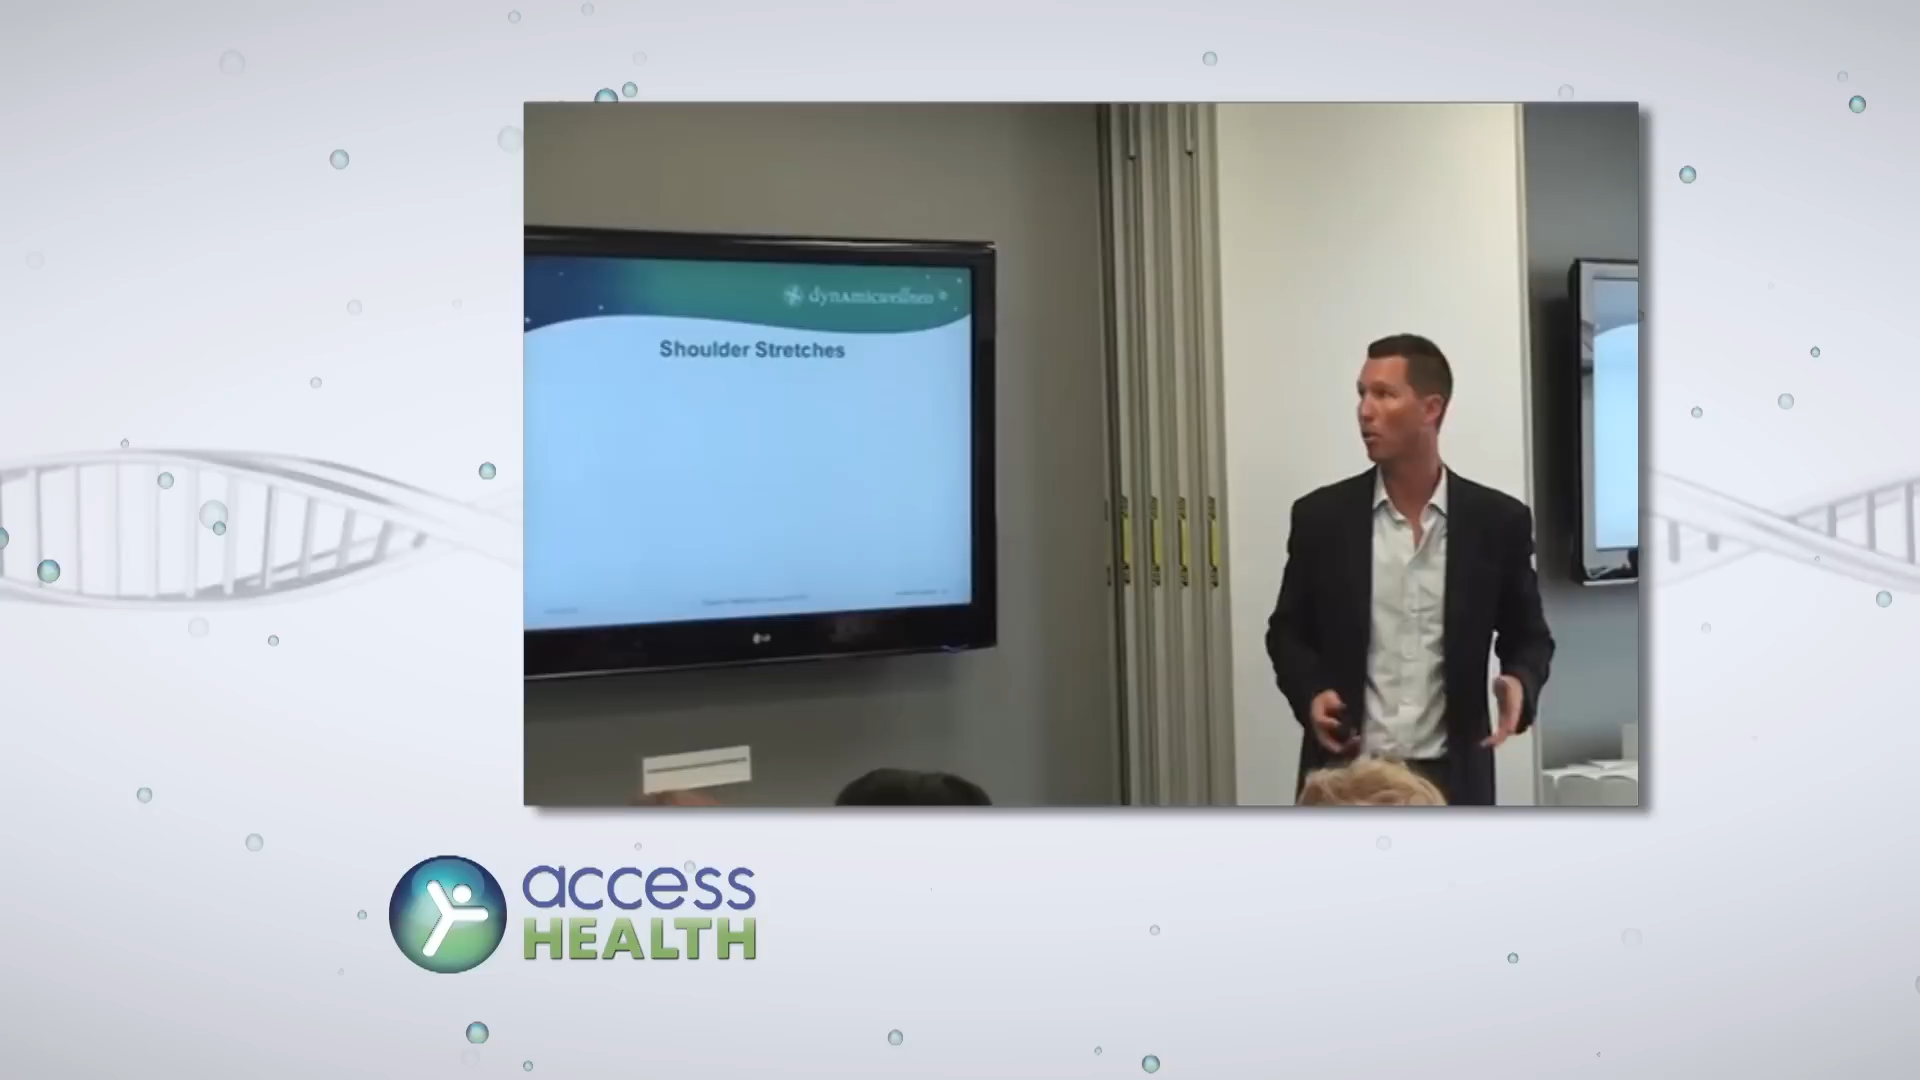 dynamicwellness
Shoulder Stretches
LG
access
HEALTH